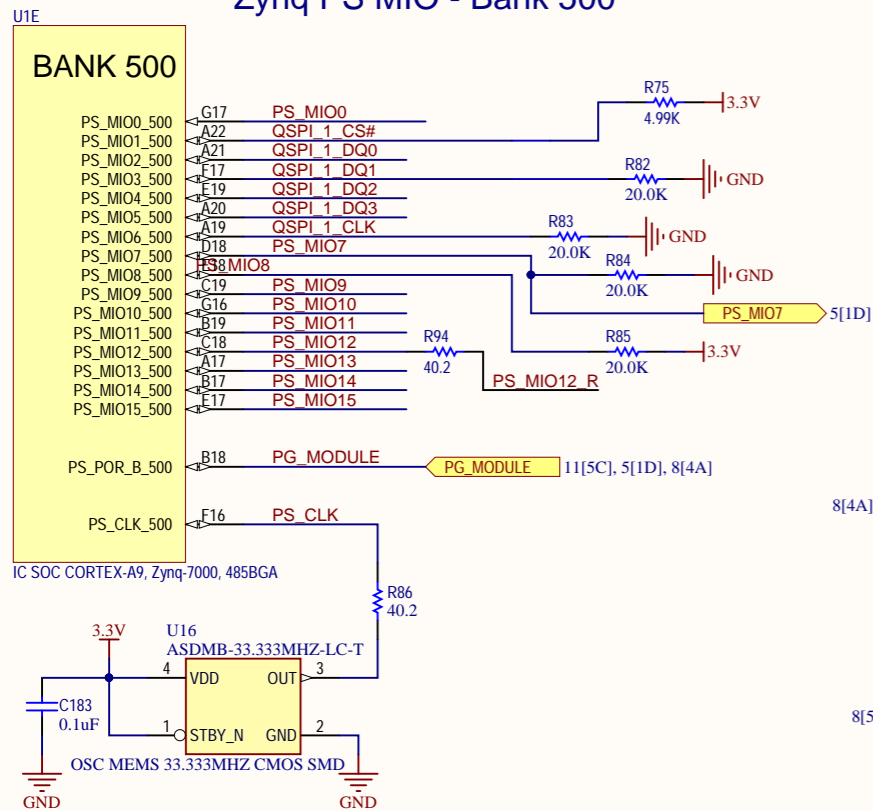 Zynq PS MIO - Bank 500
U1E
BANK 500
PS_MIO0_500 G17 PS_MIO0
PS_MIO1_500 A22 QSPI_1_CS#
R75 4.99K 3.3V
PS_MIO2_500 A21 QSPI_1_DQ0
PS_MIO3_500 F17 QSPI_1_DQ1
R82 20.0K GND
PS_MIO4_500 E19 QSPI_1_DQ2
PS_MIO5_500 A20 QSPI_1_DQ3
PS_MIO6_500 A19 QSPI_1_CLK
R83 20.0K GND
PS_MIO7_500 D18 PS_MIO7
R84 20.0K GND
PS_MIO7 5[1D]
PS_MIO8_500 E18 PS_MIO8
R85 20.0K 3.3V
PS_MIO9_500 C19 PS_MIO9
PS_MIO10_500 G16 PS_MIO10
PS_MIO11_500 B19 PS_MIO11
PS_MIO12_500 C18 PS_MIO12
R94 40.2 PS_MIO12_R
PS_MIO13_500 A17 PS_MIO13
PS_MIO14_500 B17 PS_MIO14
PS_MIO15_500 E17 PS_MIO15
PS_POR_B_500 B18 PG_MODULE
PG_MODULE 11[5C], 5[1D], 8[4A]
8[4A]
PS_CLK_500 F16 PS_CLK
IC SOC CORTEX-A9, Zynq-7000, 485BGA
R86
40.2
3.3V
U16
ASDMB-33.333MHZ-LC-T
4 VDD OUT 3
C183
0.1uF
1 STBY_N GND 2
8[5
OSC MEMS 33.333MHZ CMOS SMD
GND GND